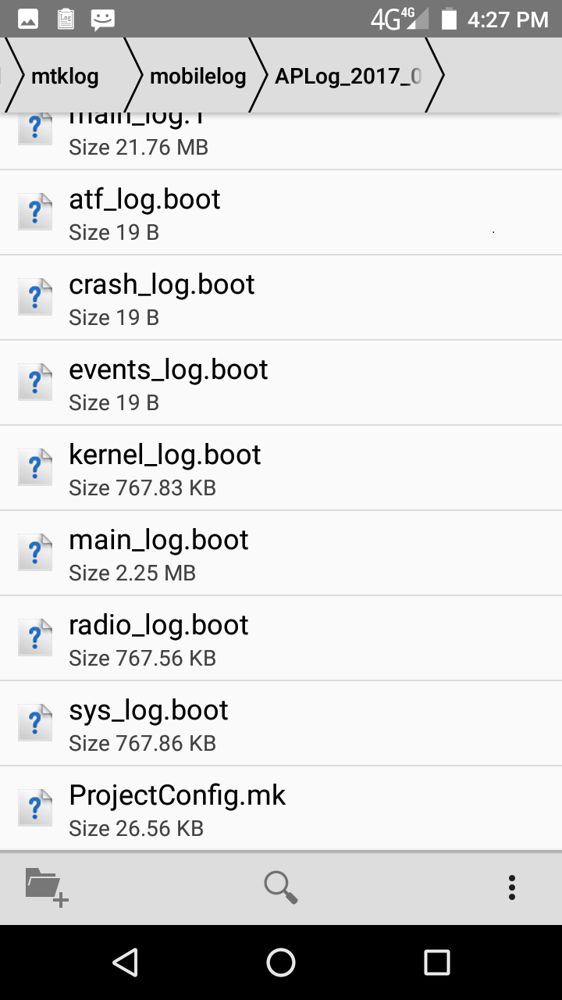 Log
4G 4G 4:27 PM
mtklog mobilelog APLog_2017_0
main_log.1
Size 21.76 MB
atf_log.boot
Size 19 B
crash_log.boot
Size 19 B
events_log.boot
Size 19 B
kernel_log.boot
Size 767.83 KB
main_log.boot
Size 2.25 MB
radio_log.boot
Size 767.56 KB
sys_log.boot
Size 767.86 KB
ProjectConfig.mk
Size 26.56 KB